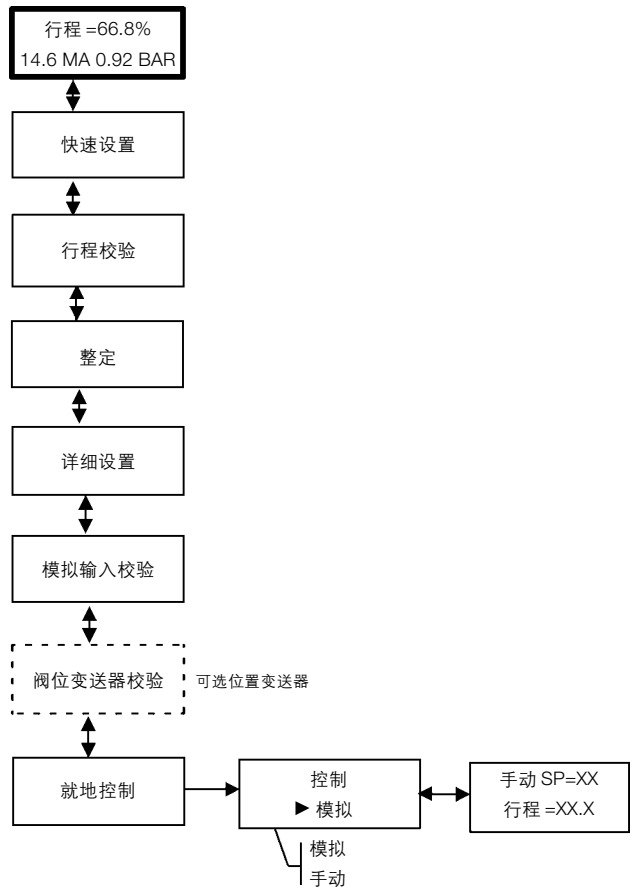 行程 =66.8%
14.6 MA 0.92 BAR
快速设置
行程校验
整定
详细设置
模拟输入校验
阀位变送器校验
可选位置变送器
就地控制
控制
▶ 模拟
手动 SP=XX
行程 =XX.X
模拟
手动